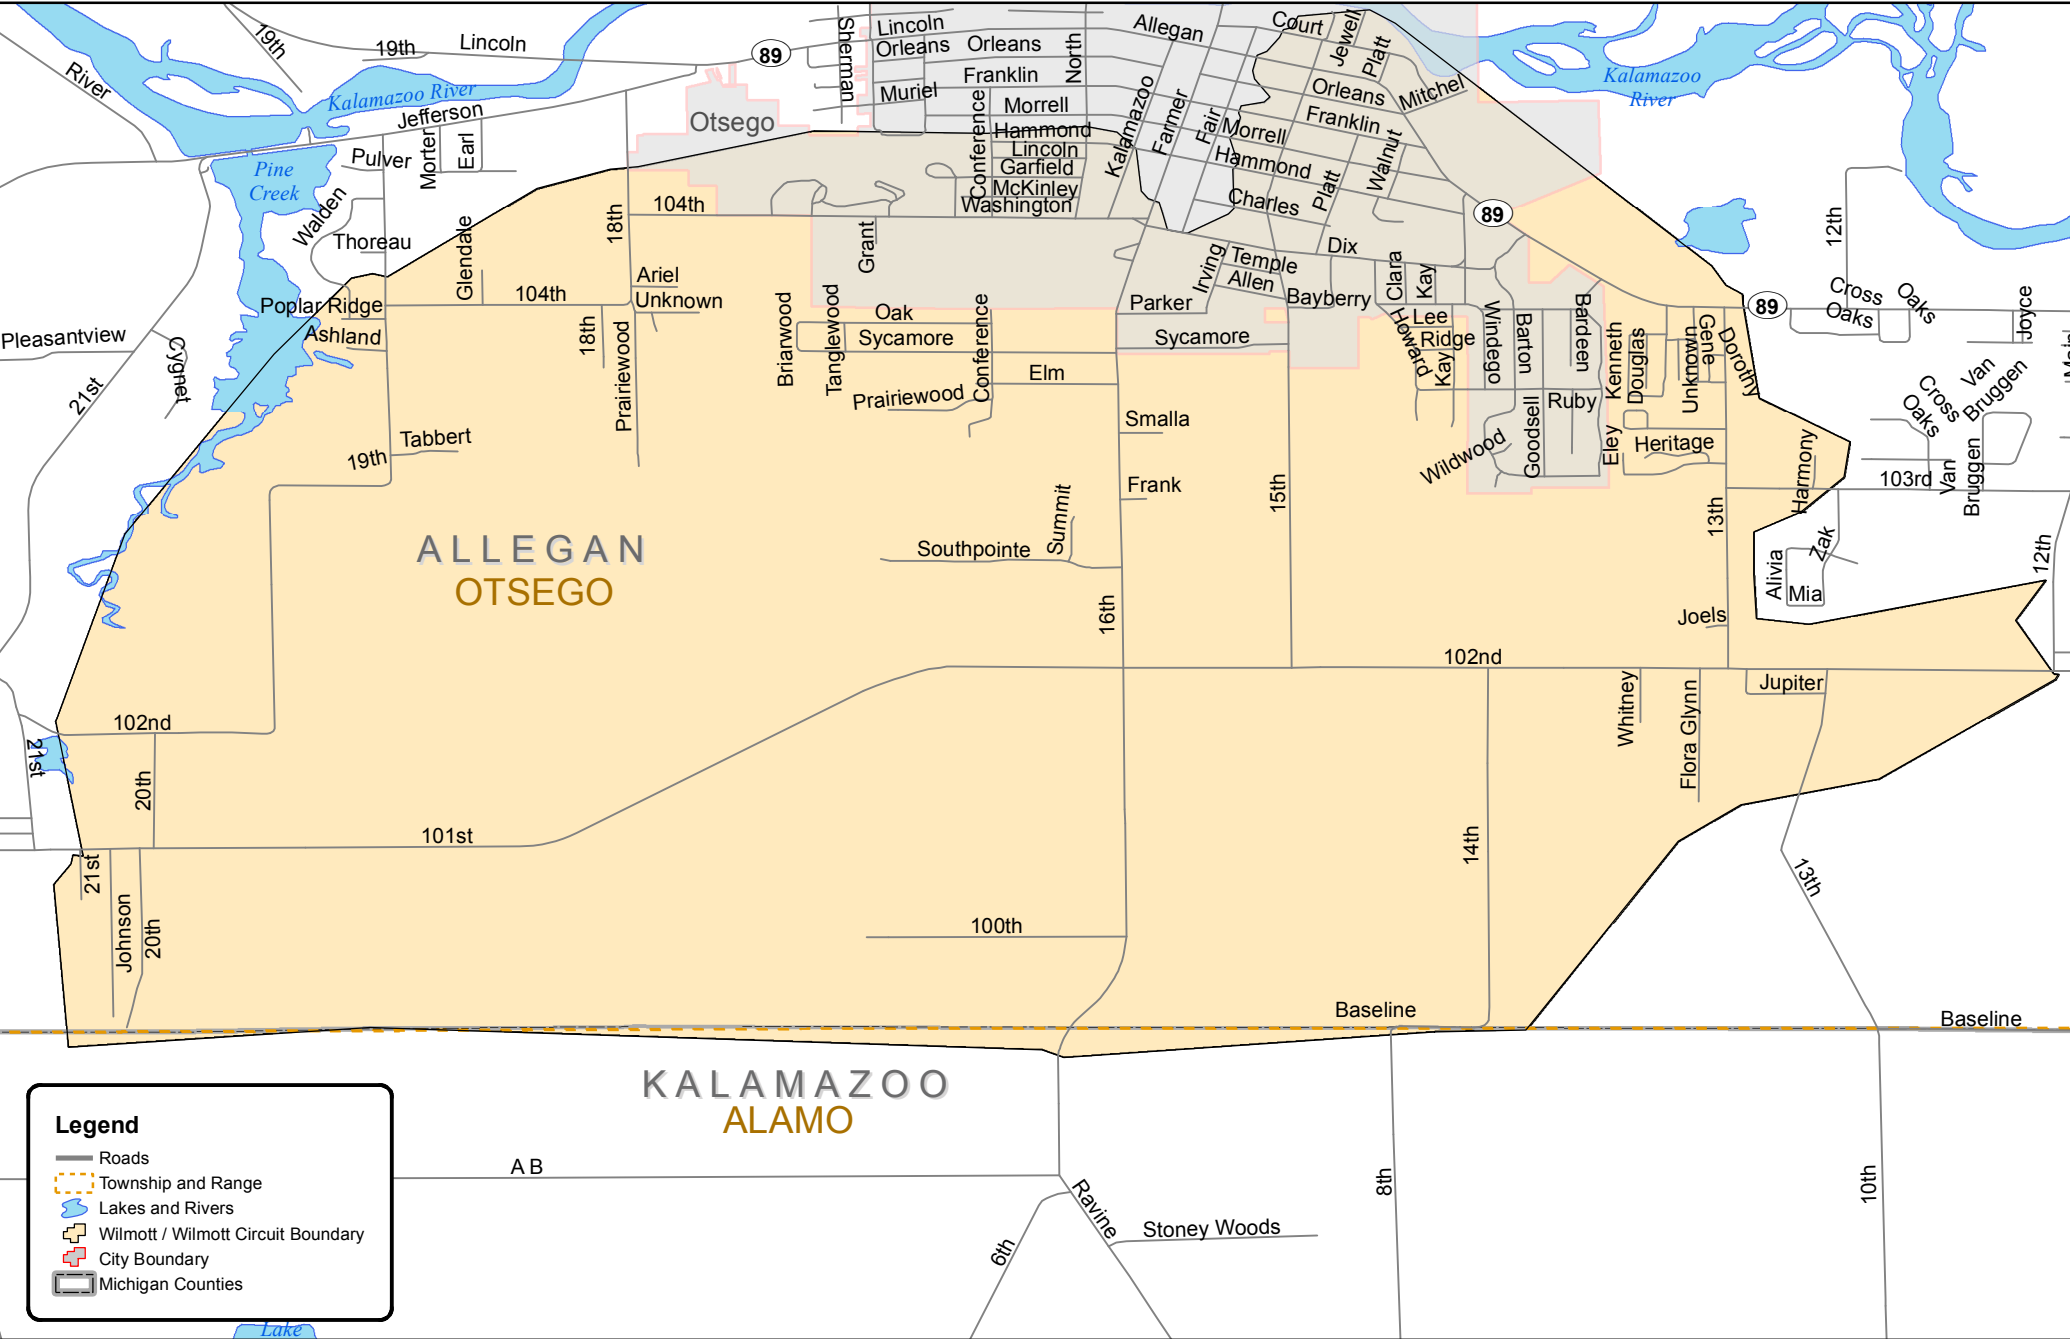 19th
19th
Lincoln
89
Sherman
Lincoln
Orleans
Orleans
North
Allegan
Court
Jewell
Platt
River
Kalamazoo River
Jefferson
Muriel
Franklin
Morrell
Hammond
Conference
Lincoln
Garfield
McKinley
Washington
Kalamazoo
Farmer
Fair
Orleans
Mitchel
Franklin
Morrell
Hammond
Walnut
Charles
Platt
Kalamazoo
River
Otsego
Pine
Creek
Pulver
Morten
Earl
Walden
Thoreau
Glendale
18th
104th
Grant
89
12th
Poplar Ridge
Ashland
104th
Ariel
Unknown
18th
Prairiewood
Briarwood
Tanglewood
Oak
Sycamore
Conference
Elm
Prairiewood
Parker
Sycamore
Irving
Temple
Allen
Dix
Bayberry
Clara
Kay
Lee
Ridge
Howard
Kay
Windego
Barton
Bardeen
Kenneth
Douglas
Unknown
Gene
Dorothy
89
Cross
Oaks
Oaks
Joyce
Van
Bruggen
Cross
Oaks
Pleasantview
Cygnet
21st
Tabbert
19th
Smalla
Frank
Summit
Southpointe
15th
Wildwood
Goodsell
Ruby
Eley
Heritage
13th
Harmony
103rd
Van
Bruggen
Zak
Alivia
Mia
12th
ALLEGAN
OTSEGO
16th
Joels
102nd
Whitney
Flora Glynn
Jupiter
102nd
21st
20th
101st
14th
13th
21st
Johnson
20th
100th
Baseline
Baseline
KALAMAZOO
ALAMO
A B
Ravine
6th
Stoney Woods
8th
10th
Legend
Roads
Township and Range
Lakes and Rivers
Wilmott / Wilmott Circuit Boundary
City Boundary
Michigan Counties
Lake